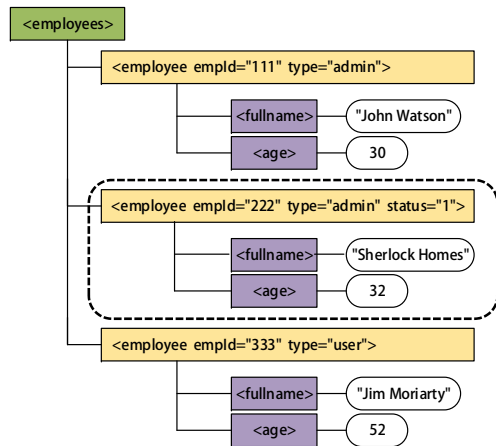 <employees>
<employee empId="111" type="admin">
<fullname> "John Watson"
<age> 30
<employee empId="222" type="admin" status="1">
<fullname> "Sherlock Homes"
<age> 32
<employee empId="333" type="user">
<fullname> "Jim Moriarty"
<age> 52